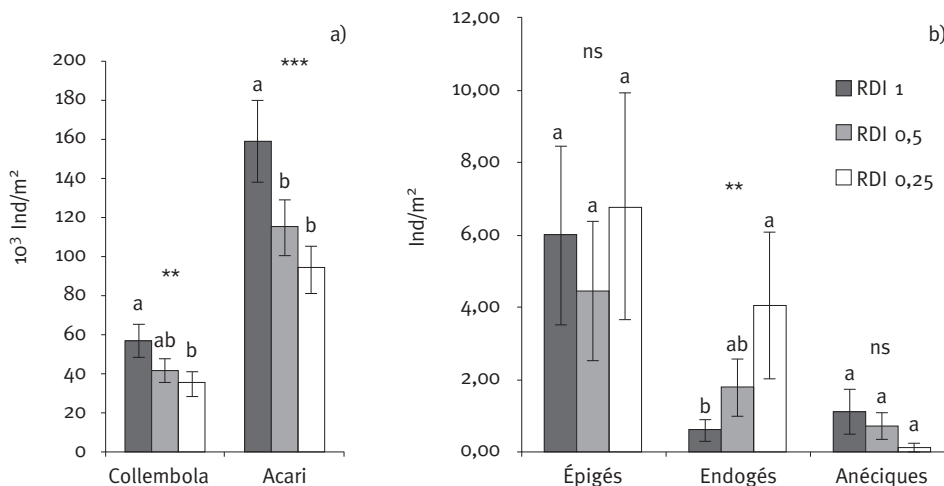 a)
10³ Ind/m²
200
180
160
140
120
100
80
60
40
20
0
a
ab
b
**
a
b
b
***
Collembola
Acari
b)
Ind/m²
12,00
10,00
8,00
6,00
4,00
2,00
0,00
ns
a
a
a
**
b
ab
a
ns
a
a
a
RDI 1
RDI 0,5
RDI 0,25
Épigés
Endogés
Anéciques